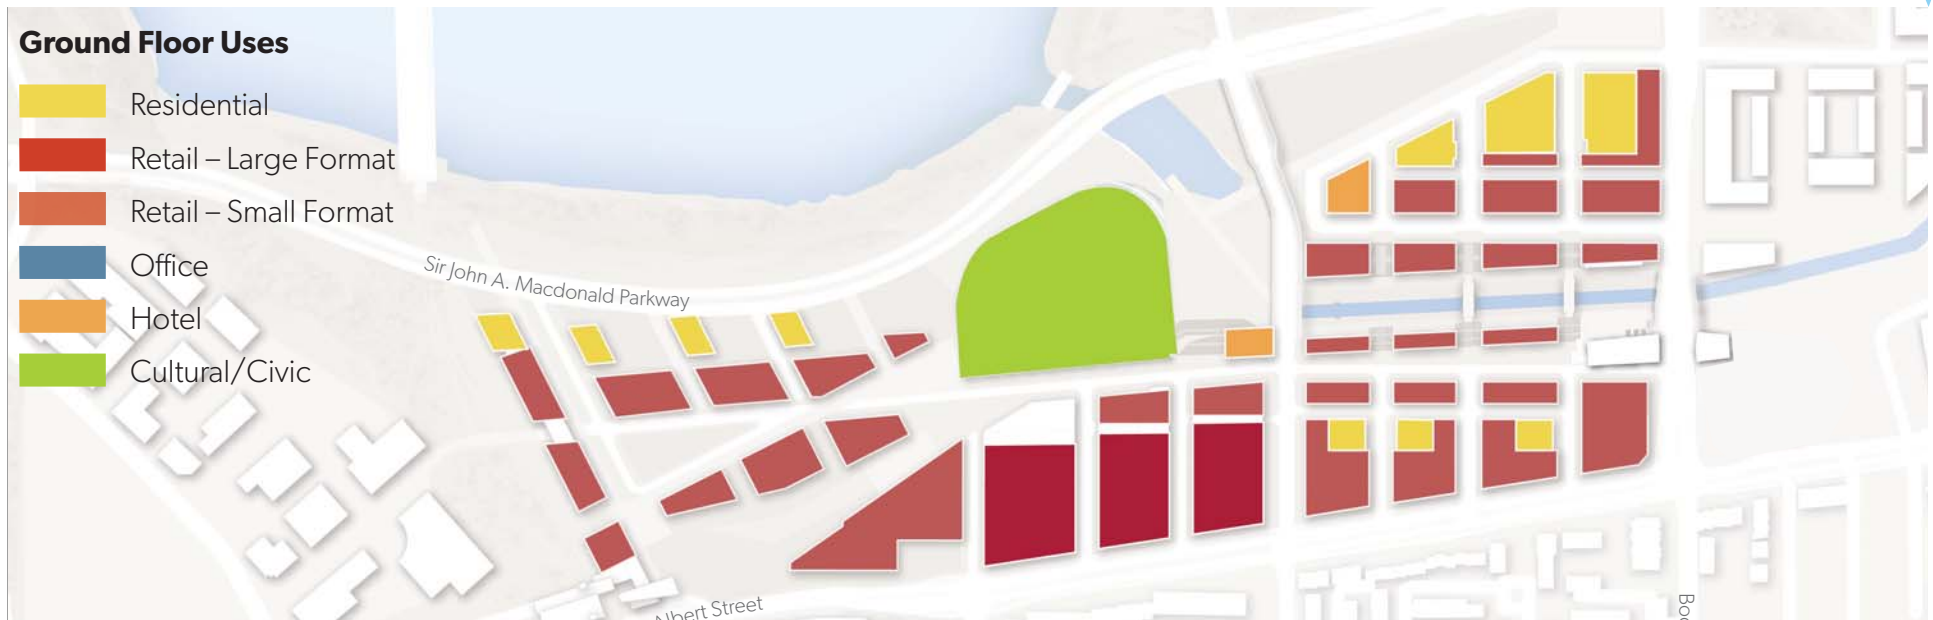 Ground Floor Uses
Residential
Retail – Large Format
Retail – Small Format
Office
Hotel
Cultural/Civic
Sir John A. Macdonald Parkway
Albert Street